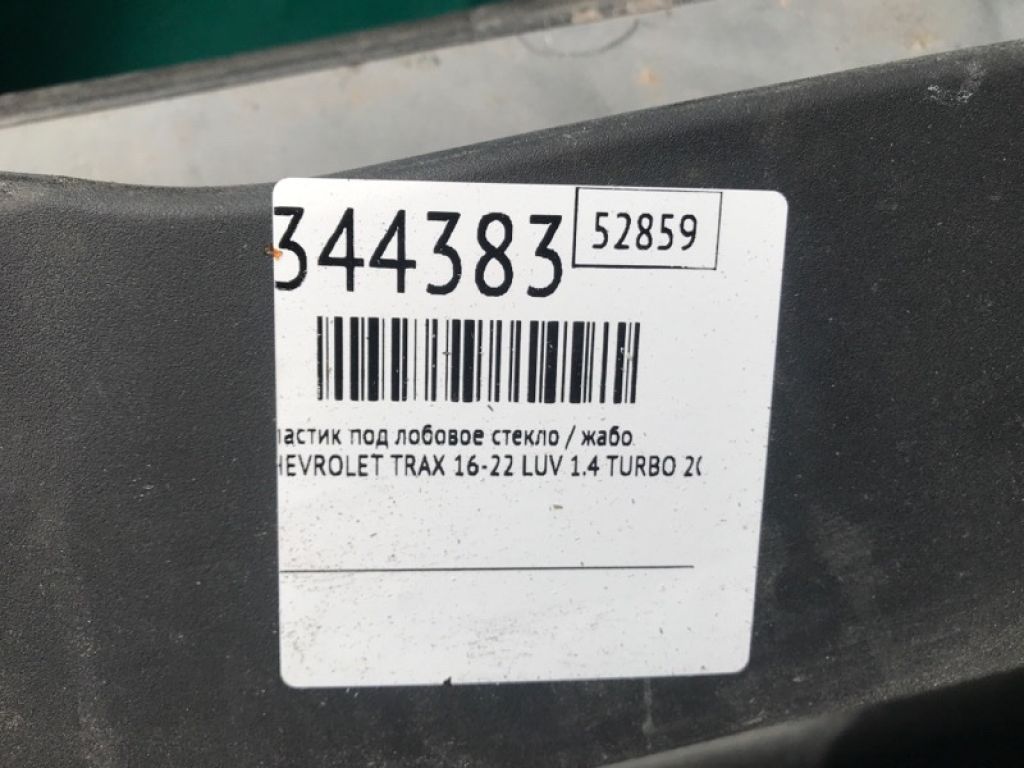 344383
52859
ластик под лобовое стекло / жабо
HEVROLET TRAX 16-22 LUV 1.4 TURBO 20